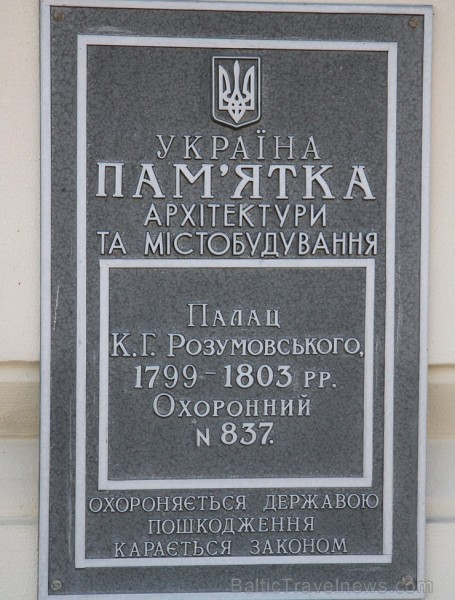 УКРАЇНА
ПАМ'ЯТКА
АРХІТЕКТУРИ
ТА МІСТОБУДУВАННЯ
ПАЛАЦ
К.Г. РОЗУМОВСЬКОГО,
1799-1803 РР.
ОХОРОННИЙ
N 837.
ОХОРОНЯЄТЬСЯ ДЕРЖАВОЮ
ПОШКОДЖЕННЯ
КАРАЄТЬСЯ ЗАКОНОМ
BalticTravelnews.com